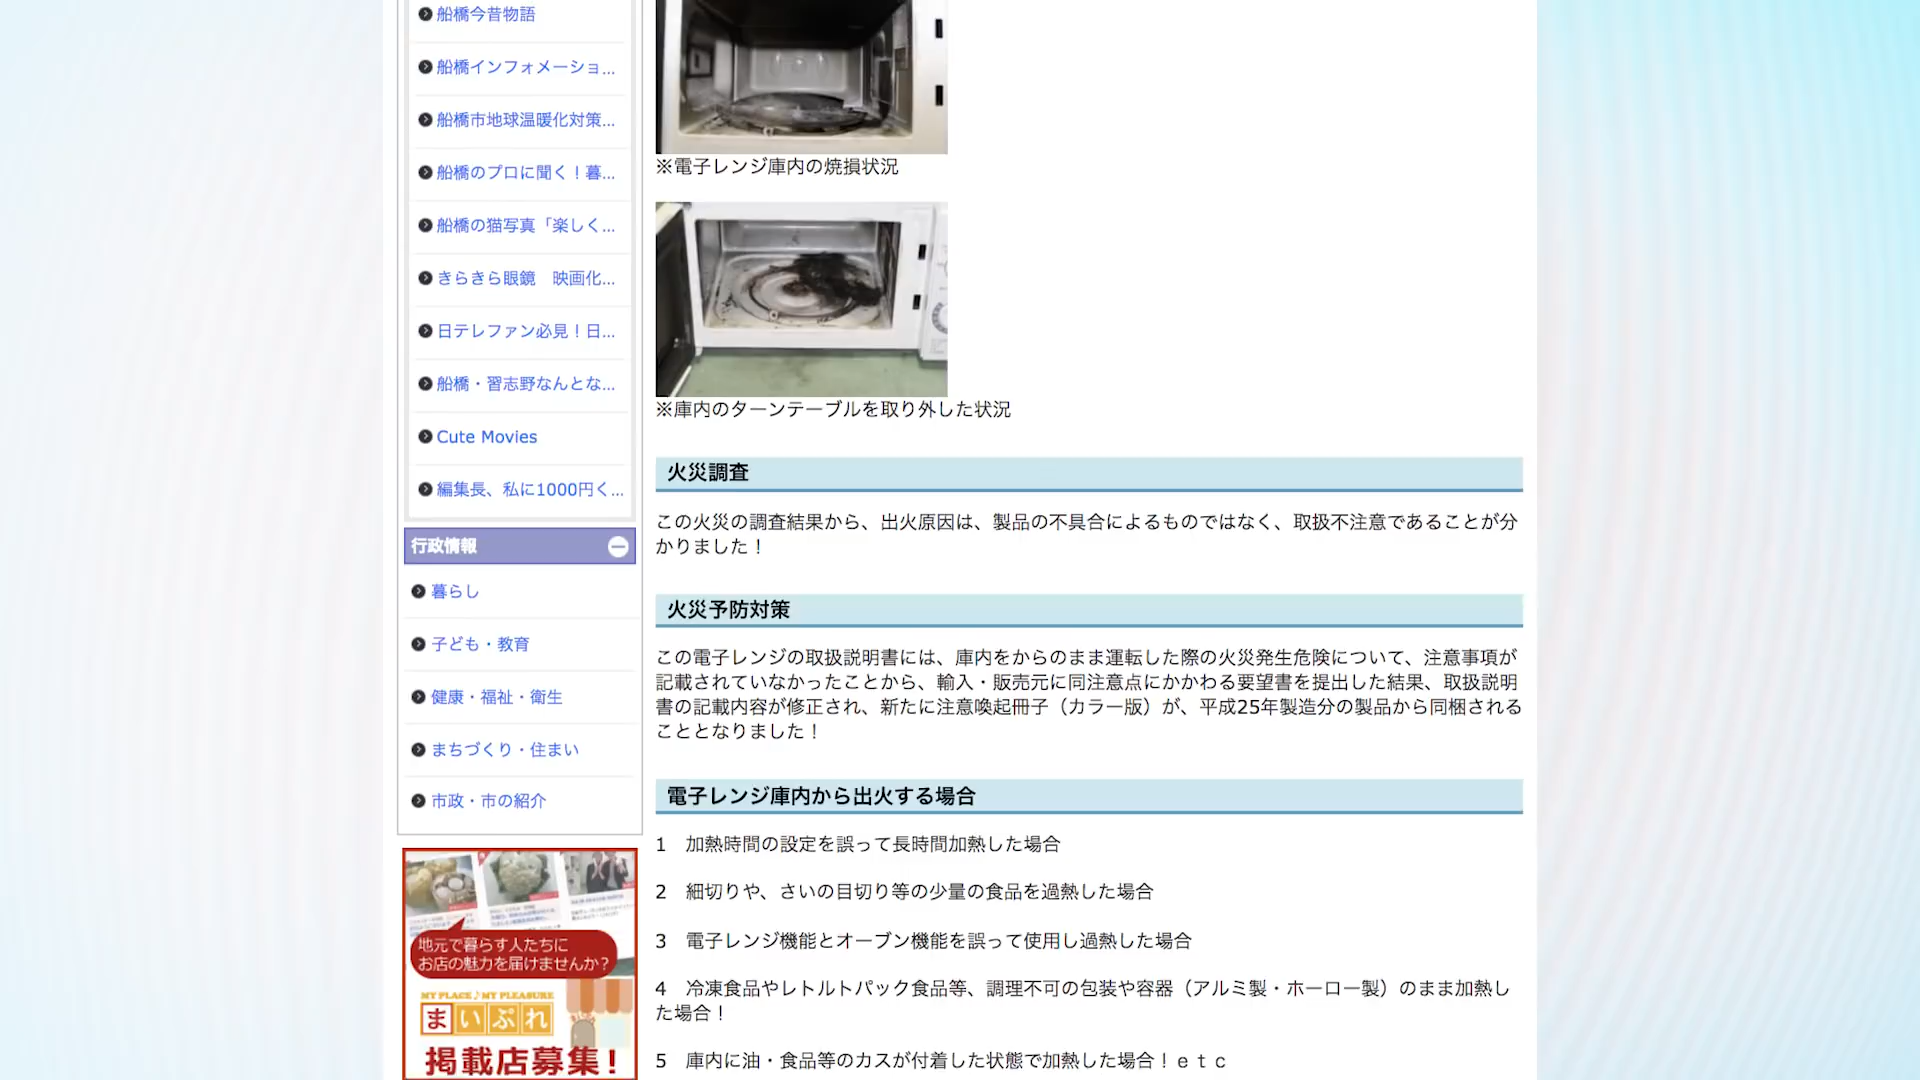 船橋今昔物語
船橋インフォメーショ...
船橋市地球温暖化対策...
船橋のプロに聞く！暮...
船橋の猫写真「楽しく...
きらきら眼鏡　映画化...
日テレファン必見！日...
船橋・習志野なんとな...
Cute Movies
編集長、私に1000円く...
行政情報
暮らし
子ども・教育
健康・福祉・衛生
まちづくり・住まい
市政・市の紹介
地元で暮らす人たちに
お店の魅力を届けませんか？
MY PLACE♪MY PLEASURE
まいぷれ
掲載店募集！
※電子レンジ庫内の焼損状況
※庫内のターンテーブルを取り外した状況
火災調査
この火災の調査結果から、出火原因は、製品の不具合によるものではなく、取扱不注意であることが分
かりました！
火災予防対策
この電子レンジの取扱説明書には、庫内をからのまま運転した際の火災発生危険について、注意事項が
記載されていなかったことから、輸入・販売元に同注意点にかかわる要望書を提出した結果、取扱説明
書の記載内容が修正され、新たに注意喚起冊子（カラー版）が、平成25年製造分の製品から同梱される
こととなりました！
電子レンジ庫内から出火する場合
1　加熱時間の設定を誤って長時間加熱した場合
2　細切りや、さいの目切り等の少量の食品を過熱した場合
3　電子レンジ機能とオーブン機能を誤って使用し過熱した場合
4　冷凍食品やレトルトパック食品等、調理不可の包装や容器（アルミ製・ホーロー製）のまま加熱し
た場合！
5　庫内に油・食品等のカスが付着した状態で加熱した場合！ｅｔｃ